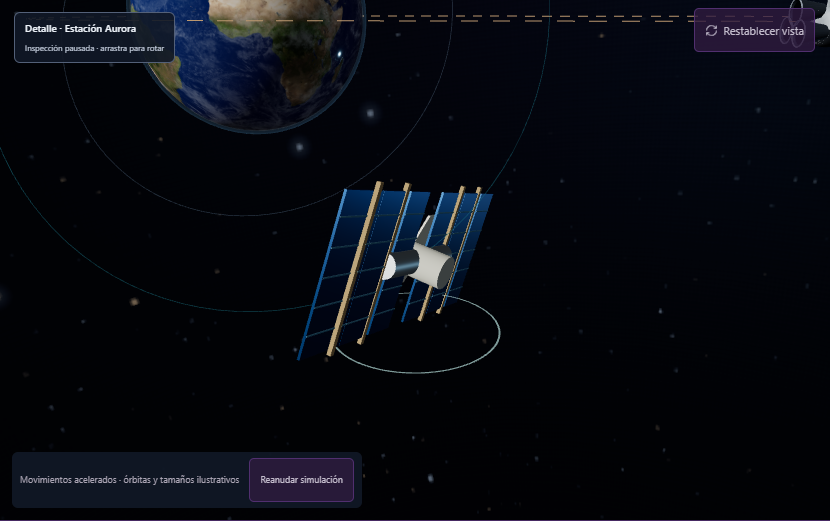 Detalle · Estación Aurora
Inspección pausada · arrastra para rotar
Restablecer vista
Movimientos acelerados · órbitas y tamaños ilustrativos
Reanudar simulación